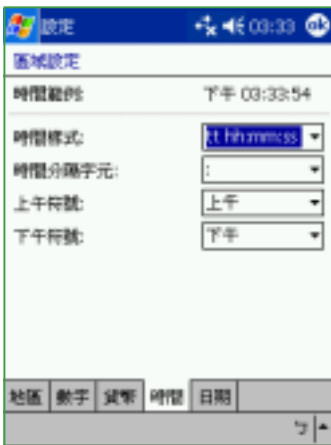 設定 03:33 ok
區域設定
時間範例: 下午 03:33:54
時間樣式: tt hh:mm:ss
時間分隔字元: :
上午符號: 上午
下午符號: 下午
地區 數字 貨幣 時間 日期
ㄅ